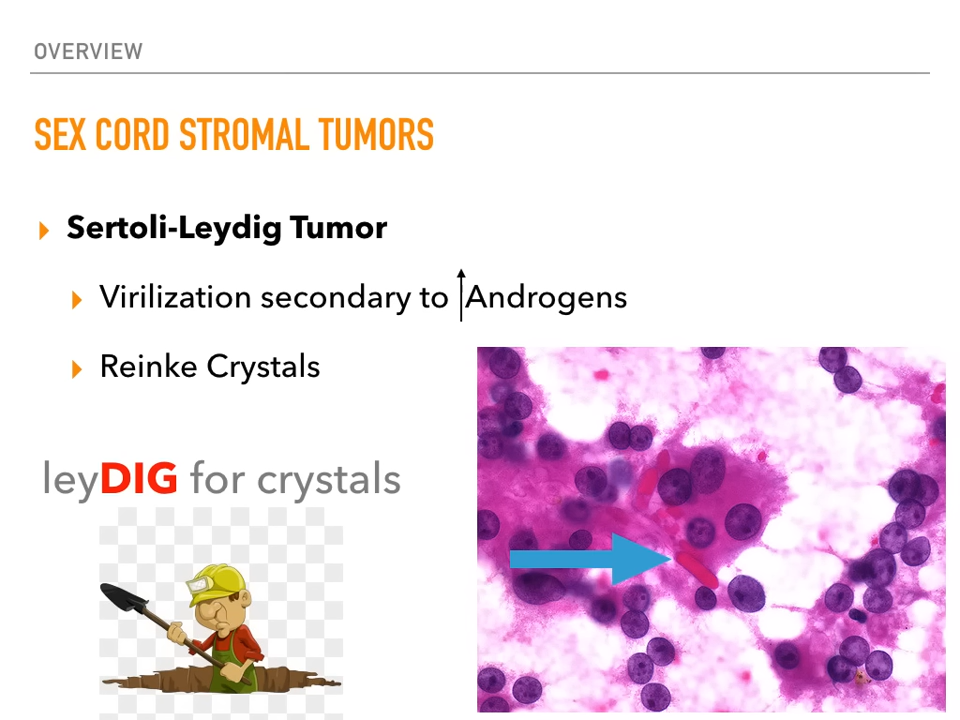 OVERVIEW
SEX CORD STROMAL TUMORS
Sertoli-Leydig Tumor
Virilization secondary to ↑Androgens
Reinke Crystals
leyDIG for crystals